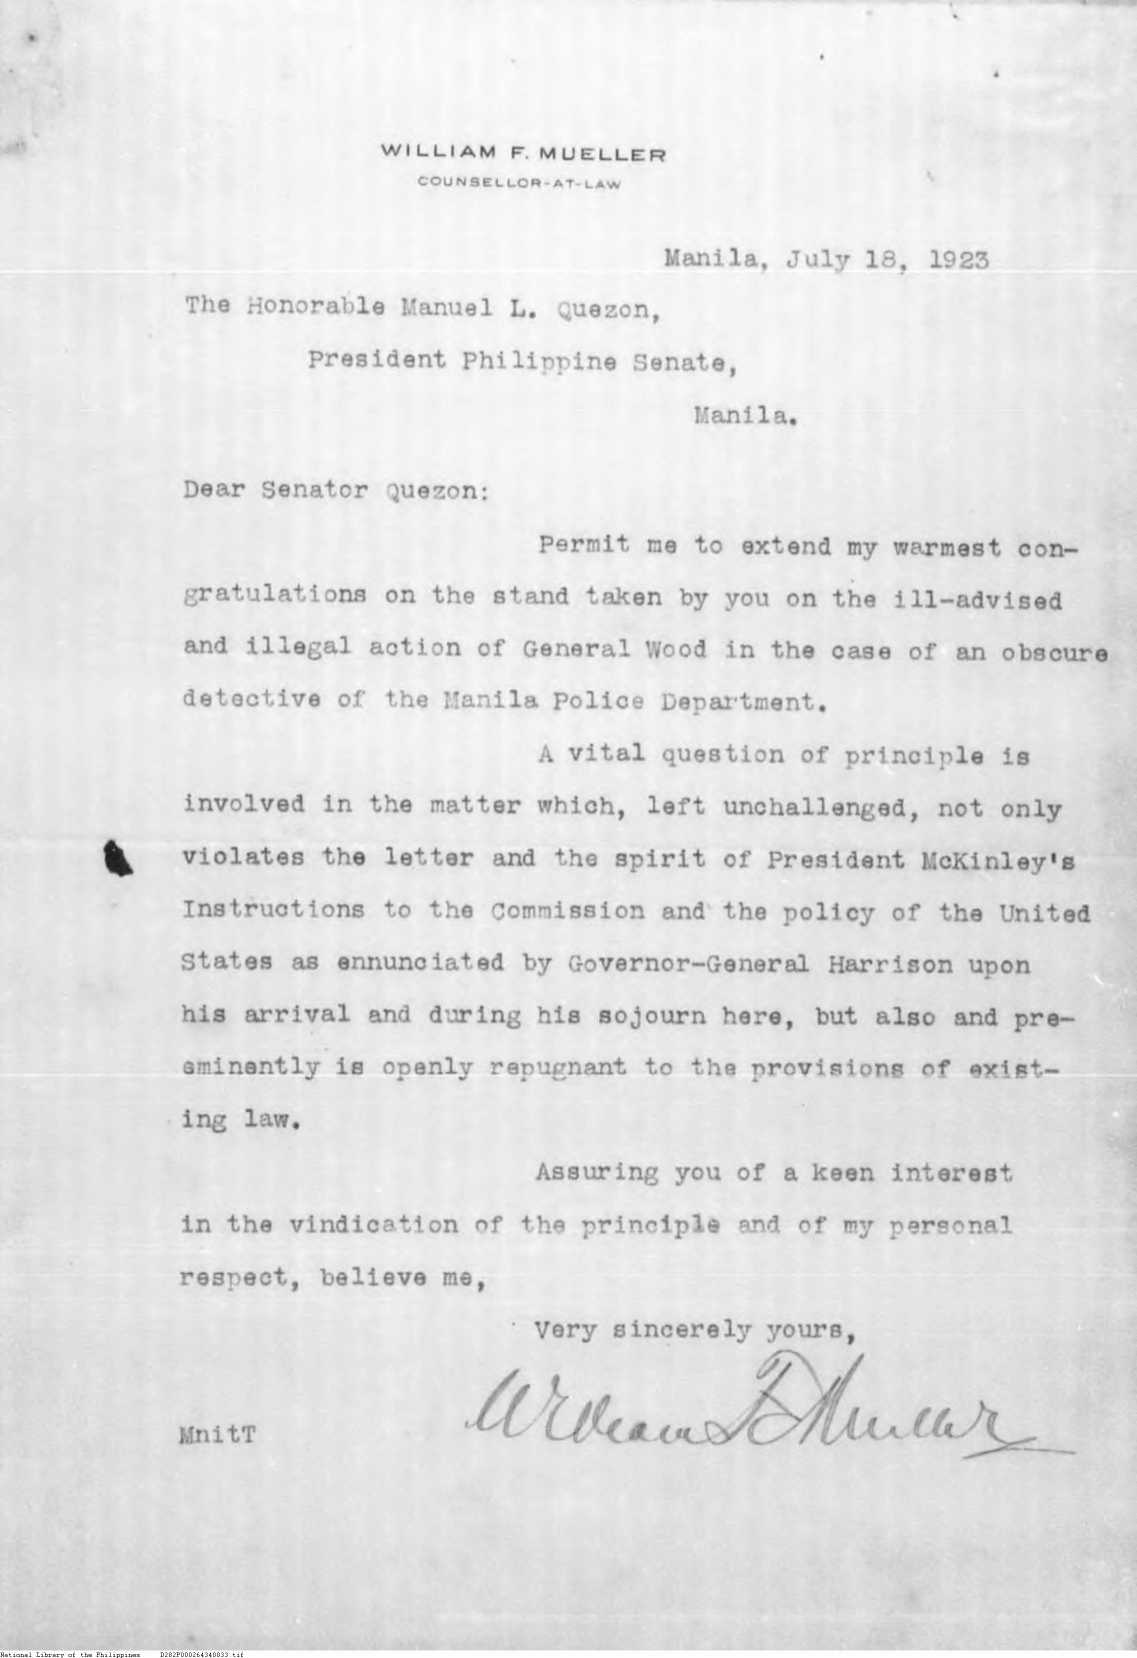 WILLIAM F. MUELLER
COUNSELLOR-AT-LAW
Manila, July 18, 1923
The Honorable Manuel L. Quezon,
President Philippine Senate,
Manila.
Dear Senator Quezon:
Permit me to extend my warmest con-
gratulations on the stand taken by you on the ill-advised
and illegal action of General Wood in the case of an obscure
detective of the Manila Police Department.
A vital question of principle is
involved in the matter which, left unchallenged, not only
violates the letter and the spirit of President McKinley's
Instructions to the Commission and the policy of the United
States as ennunciated by Governor-General Harrison upon
his arrival and during his sojourn here, but also and pre-
eminently is openly repugnant to the provisions of exist-
ing law.
Assuring you of a keen interest
in the vindication of the principle and of my personal
respect, believe me,
Very sincerely yours,
William F. Mueller
MnitT
National Library of the Philippines D282P000264340833.tif